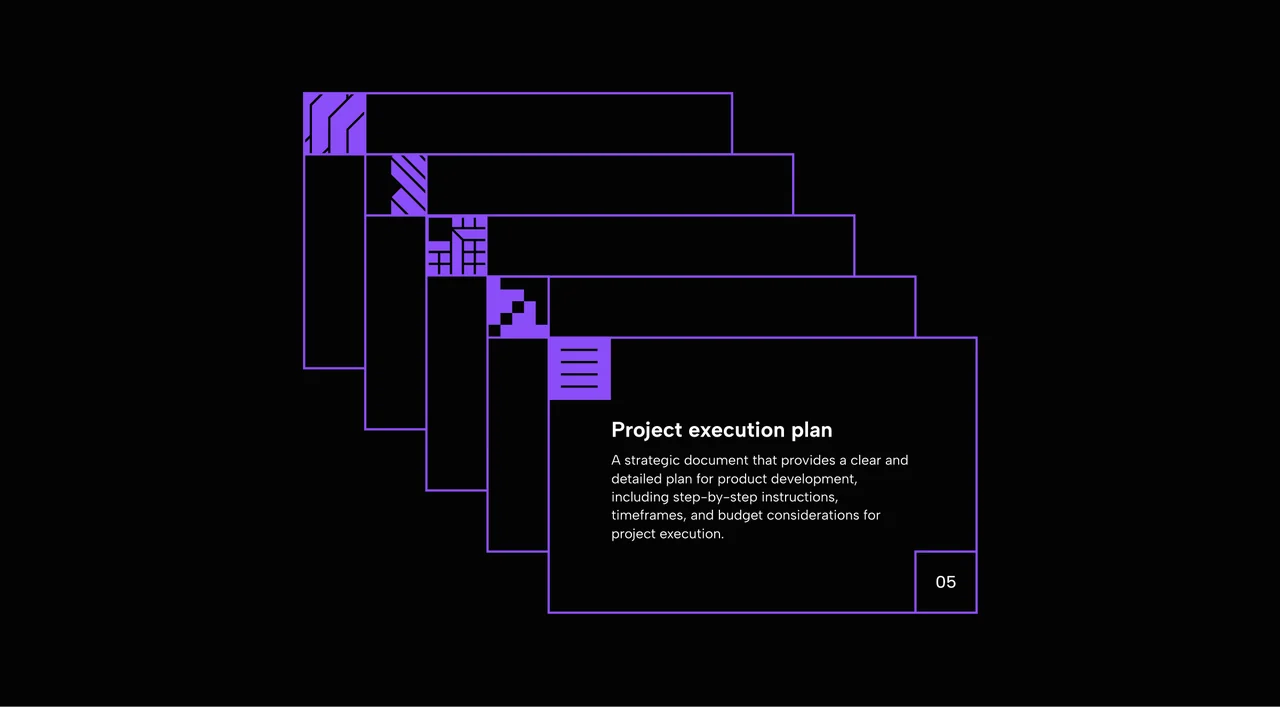 Project execution plan
A strategic document that provides a clear and
detailed plan for product development,
including step-by-step instructions,
timeframes, and budget considerations for
project execution.
05